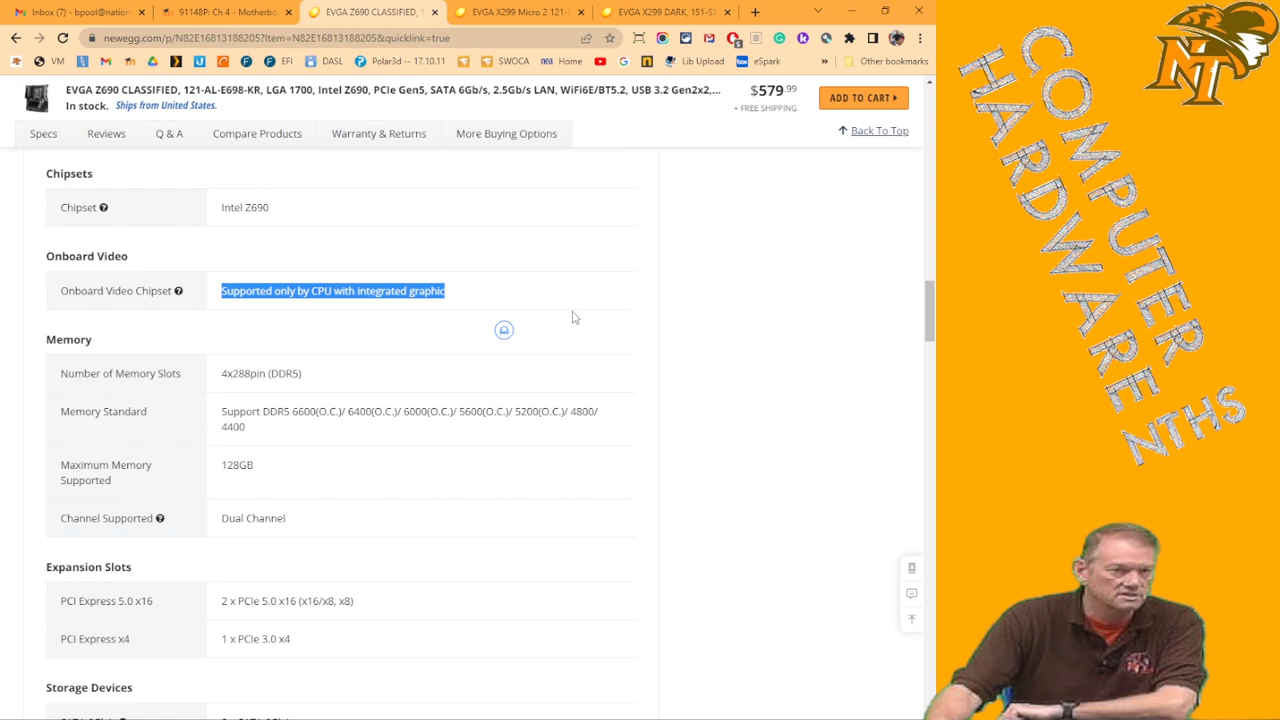 Inbox (7) - bpool@nation
91148P: Ch 4 - Motherbo
EVGA Z690 CLASSIFIED, 1
EVGA X299 Micro 2 121-S
EVGA X299 DARK, 151-SX
newegg.com/p/N82E16813188205?Item=N82E16813188205&quicklink=true
VM
DASL
Polar3d -- 17.10.11
EFI
SWOCA
nea Home
Lib Upload
box eSpark
»
Other bookmarks
EVGA Z690 CLASSIFIED, 121-AL-E698-KR, LGA 1700, Intel Z690, PCIe Gen5, SATA 6Gb/s, 2.5Gb/s LAN, WiFi6E/BT5.2, USB 3.2 Gen2x2,...
In stock. Ships from United States.
$579.99
+ FREE SHIPPING
ADD TO CART
Specs Reviews Q & A Compare Products Warranty & Returns More Buying Options
Back To Top
Chipsets
Chipset Intel Z690
Onboard Video
Onboard Video Chipset Supported only by CPU with integrated graphic
Memory
Number of Memory Slots 4x288pin (DDR5)
Memory Standard Support DDR5 6600(O.C.)/ 6400(O.C.)/ 6000(O.C.)/ 5600(O.C.)/ 5200(O.C.)/ 4800/
4400
Maximum Memory
Supported
128GB
Channel Supported Dual Channel
Expansion Slots
PCI Express 5.0 x16 2 x PCIe 5.0 x16 (x16/x8, x8)
PCI Express x4 1 x PCIe 3.0 x4
Storage Devices
NT
COMPUTER
HARDWARE
NTHS